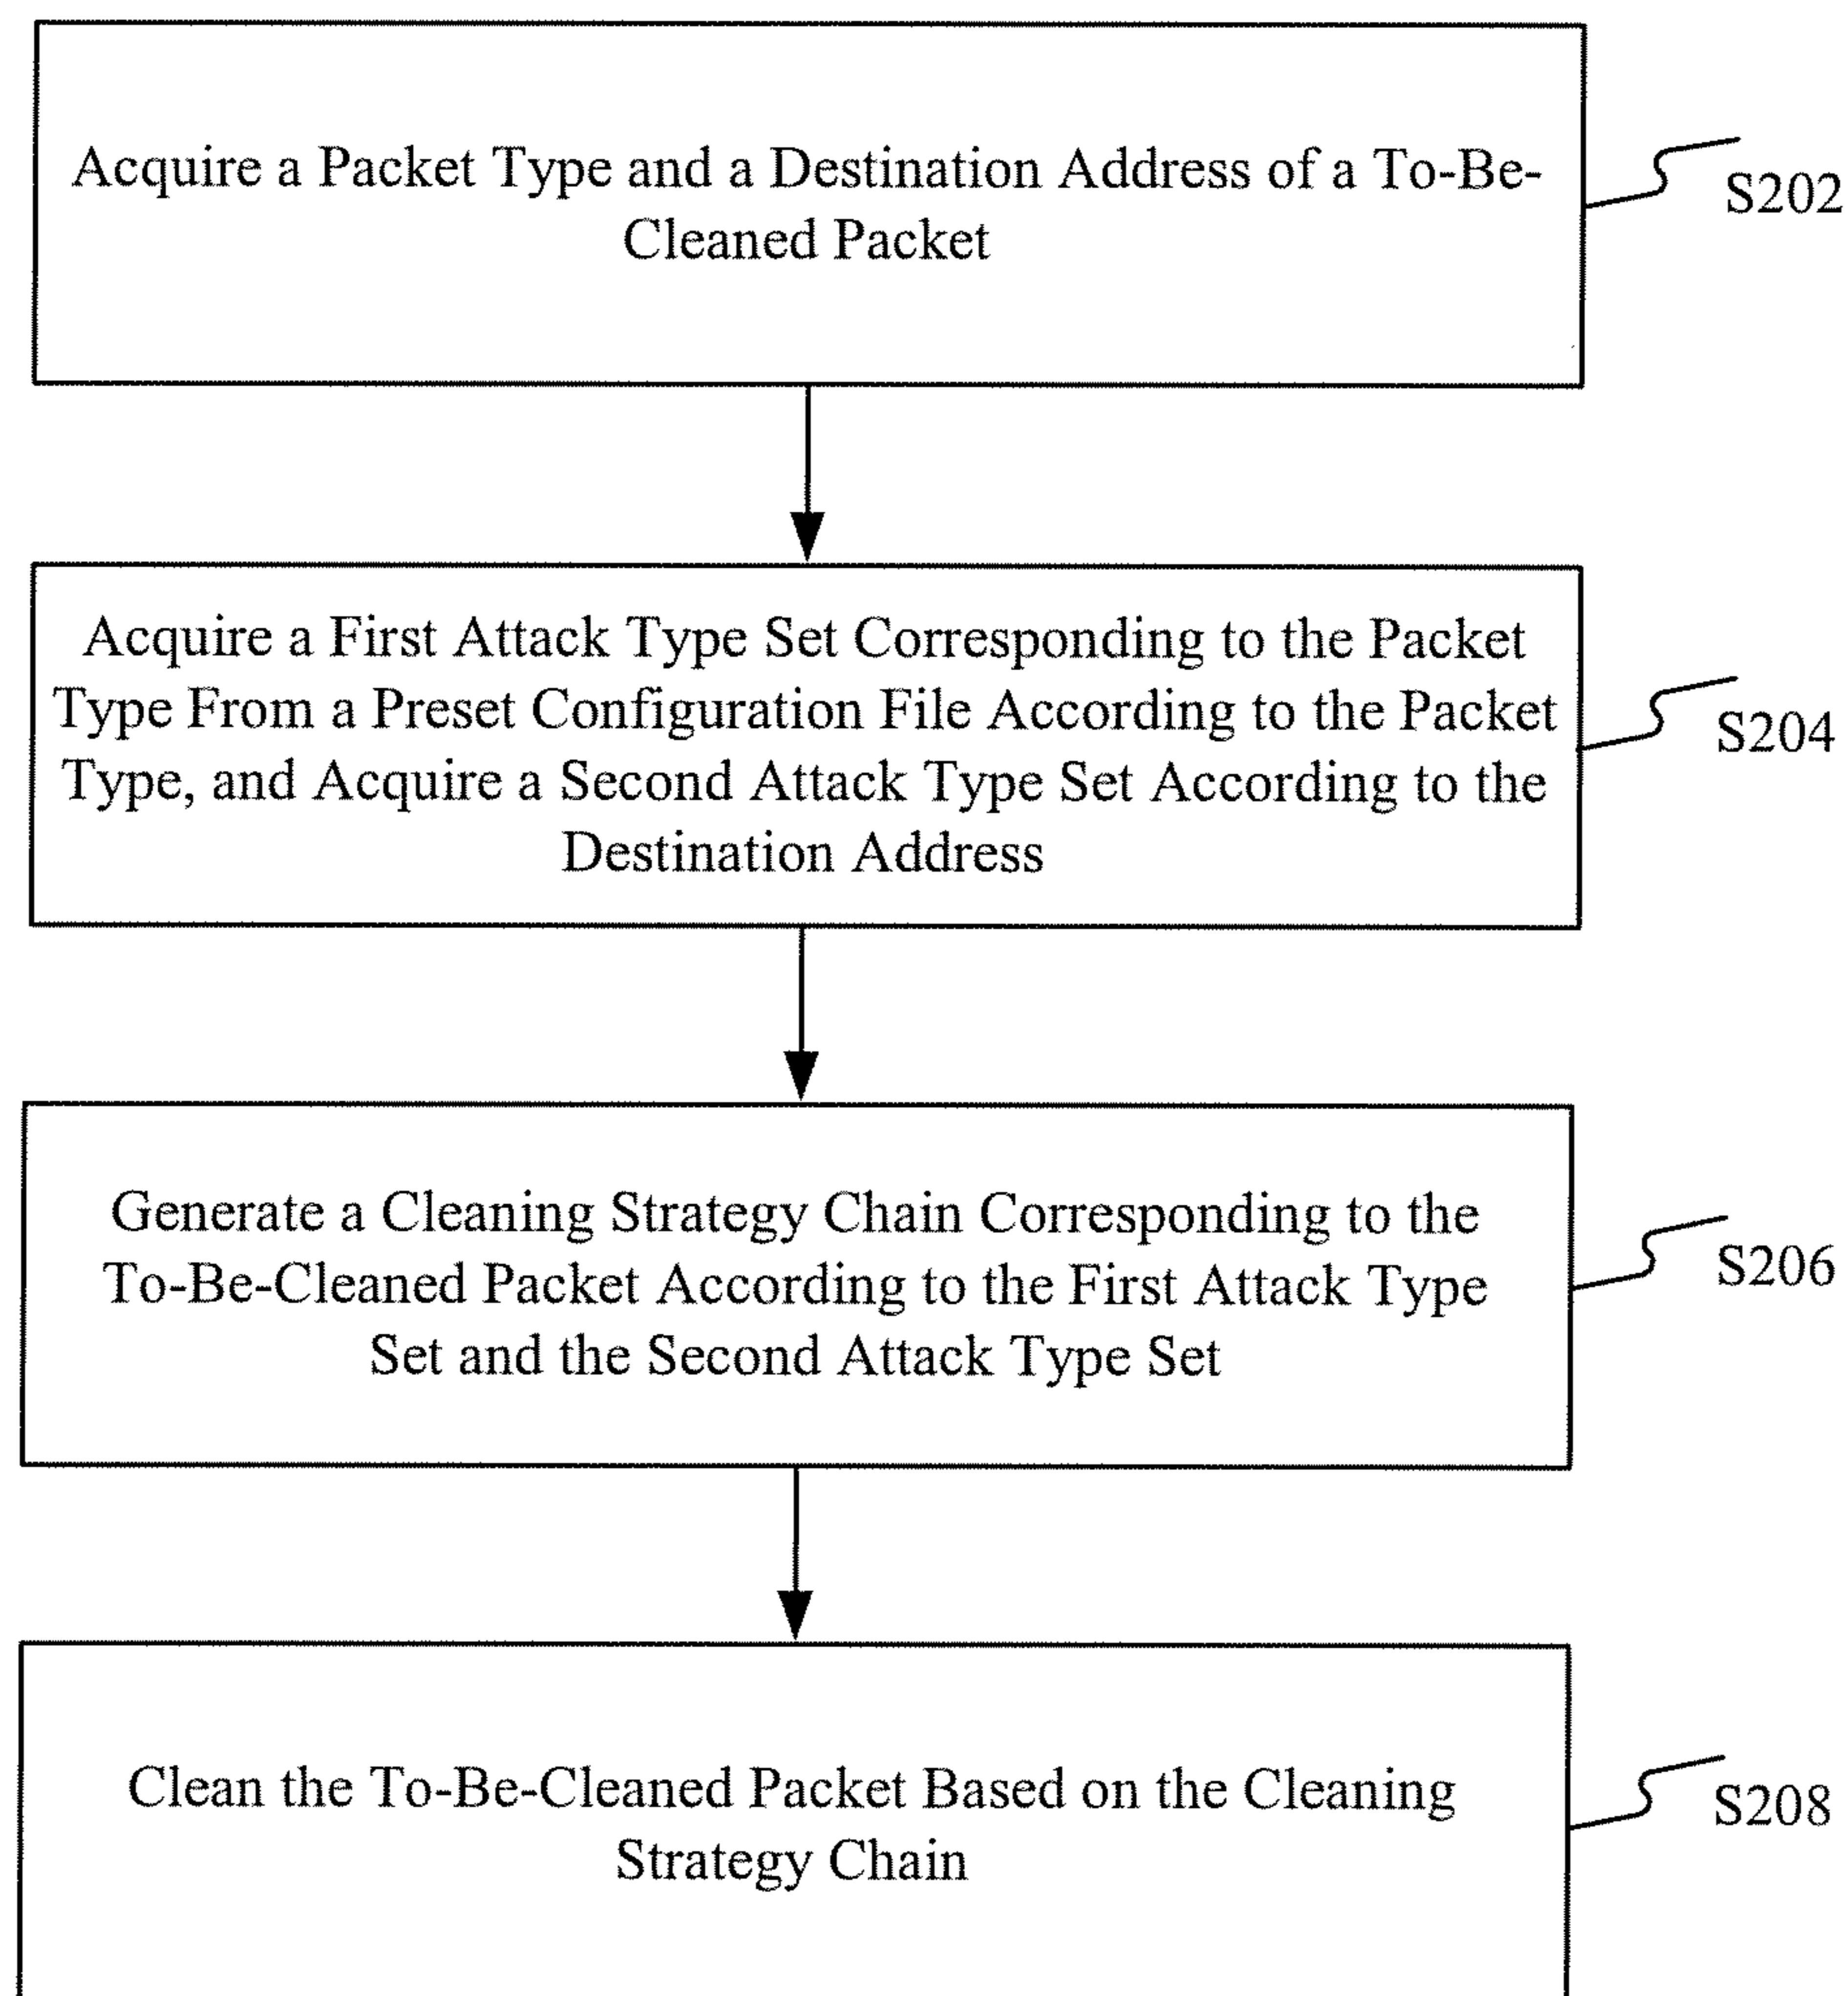 Acquire a Packet Type and a Destination Address of a To-Be-
Cleaned Packet
S202
Acquire a First Attack Type Set Corresponding to the Packet
Type From a Preset Configuration File According to the Packet
Type, and Acquire a Second Attack Type Set According to the
Destination Address
S204
Generate a Cleaning Strategy Chain Corresponding to the
To-Be-Cleaned Packet According to the First Attack Type
Set and the Second Attack Type Set
S206
Clean the To-Be-Cleaned Packet Based on the Cleaning
Strategy Chain
S208